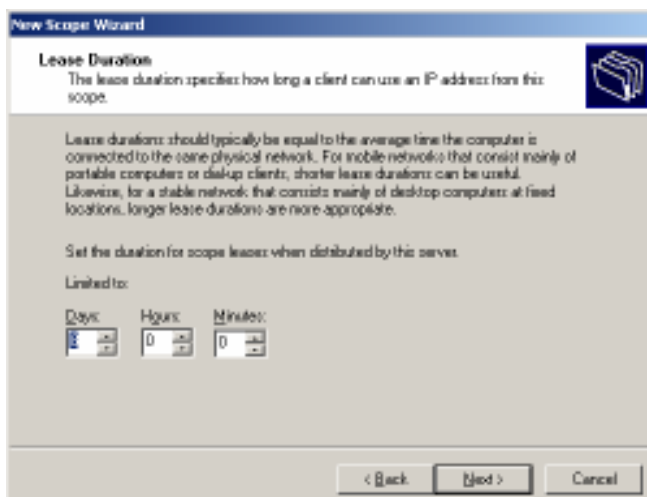 New Scope Wizard
Lease Duration
The lease duration specifies how long a client can use an IP address from this
scope.
Lease durations should typically be equal to the average time the computer is
connected to the same physical network. For mobile networks that consist mainly of
portable computers or dial-up clients, shorter lease durations can be useful.
Likewise, for a stable network that consists mainly of desktop computers at fixed
locations, longer lease durations are more appropriate.
Set the duration for scope leases when distributed by this server.
Limited to:
Days: Hours: Minutes:
0 0
< Back Next > Cancel